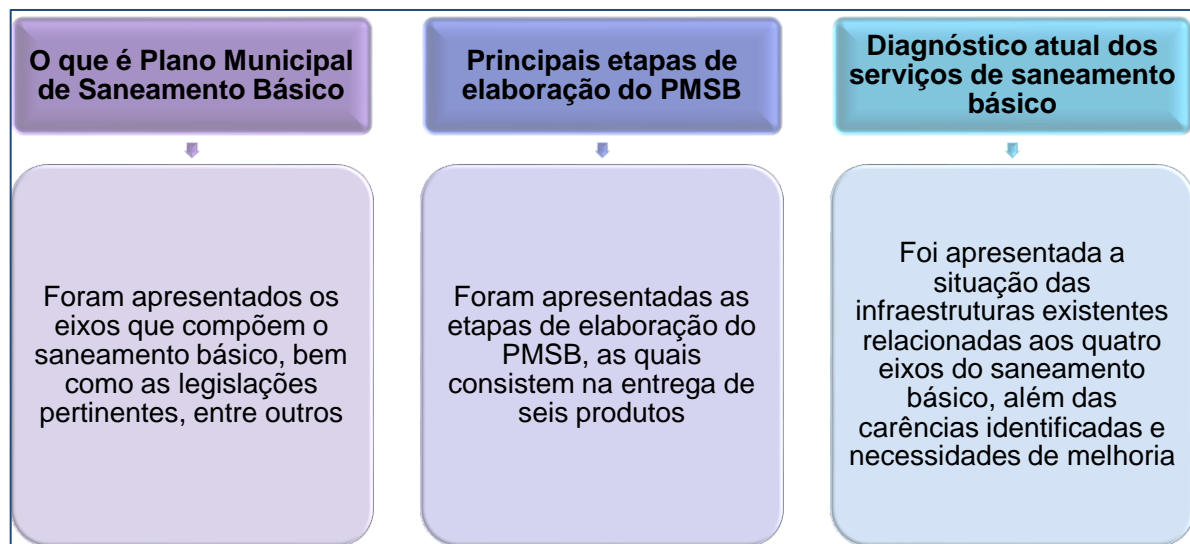 O que é Plano Municipal
de Saneamento Básico
Foram apresentados os
eixos que compõem o
saneamento básico, bem
como as legislações
pertinentes, entre outros
Principais etapas de
elaboração do PMSB
Foram apresentadas as
etapas de elaboração do
PMSB, as quais
consistem na entrega de
seis produtos
Diagnóstico atual dos
serviços de saneamento
básico
Foi apresentada a
situação das
infraestruturas existentes
relacionadas aos quatro
eixos do saneamento
básico, além das
carências identificadas e
necessidades de melhoria